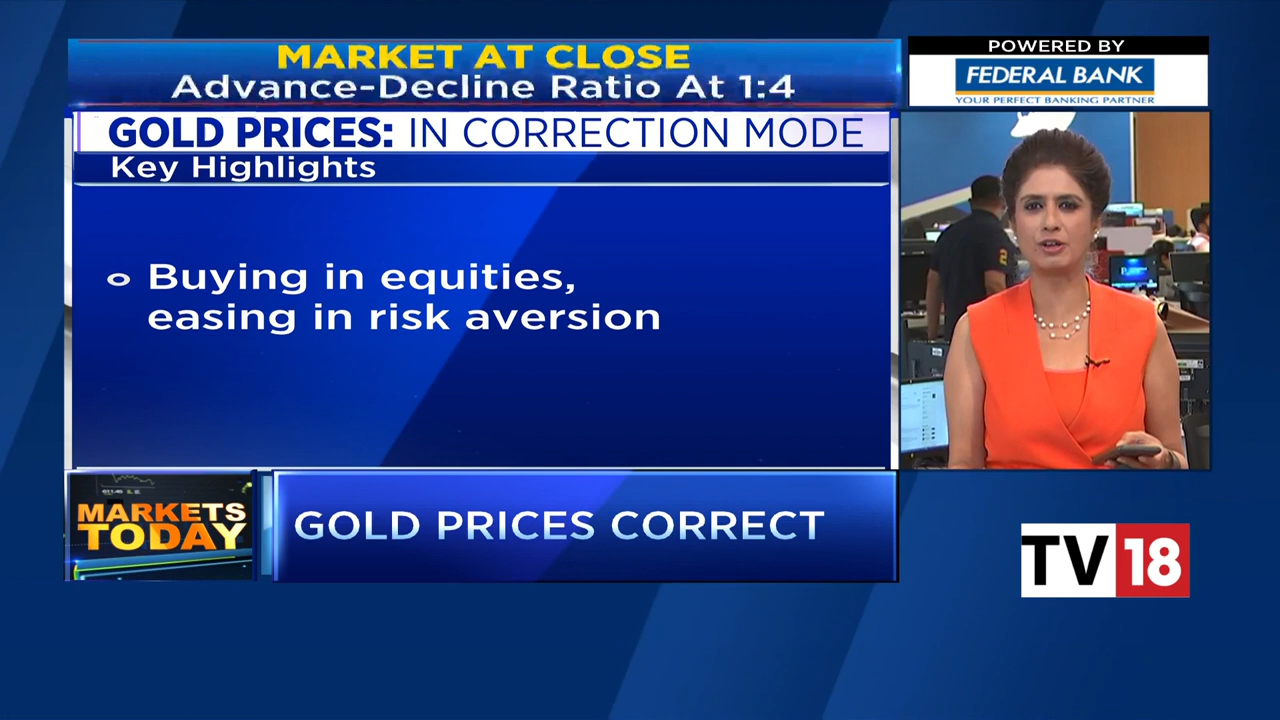 MARKET AT CLOSE
Advance-Decline Ratio At 1:4
POWERED BY
FEDERAL BANK
YOUR PERFECT BANKING PARTNER
GOLD PRICES: IN CORRECTION MODE
Key Highlights
Buying in equities,
easing in risk aversion
2
MARKETS
TODAY
GOLD PRICES CORRECT
TV18